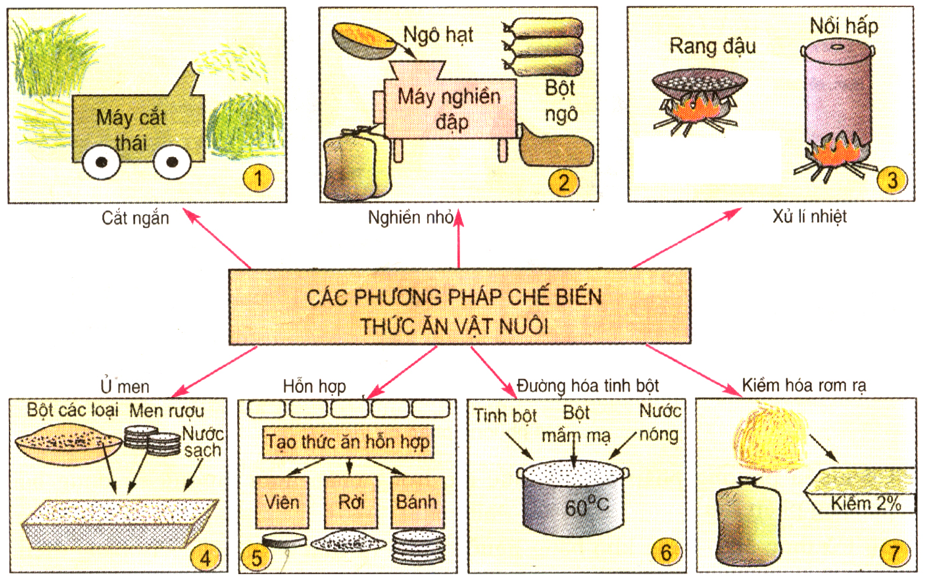 Máy cắt
thái
1
Cắt ngắn
Ngô hạt
Máy nghiền
đập
Bột
ngô
2
Nghiền nhỏ
Rang đậu
Nồi hấp
3
Xử lí nhiệt
CÁC PHƯƠNG PHÁP CHẾ BIẾN
THỨC ĂN VẬT NUÔI
Ủ men
Bột các loại
Men rượu
Nước
sạch
4
Hỗn hợp
Tạo thức ăn hỗn hợp
Viên
Rời
Bánh
5
Đường hóa tinh bột
Tinh bột
Bột
mầm mạ
Nước
nóng
60°C
6
Kiềm hóa rơm rạ
Kiềm 2%
7